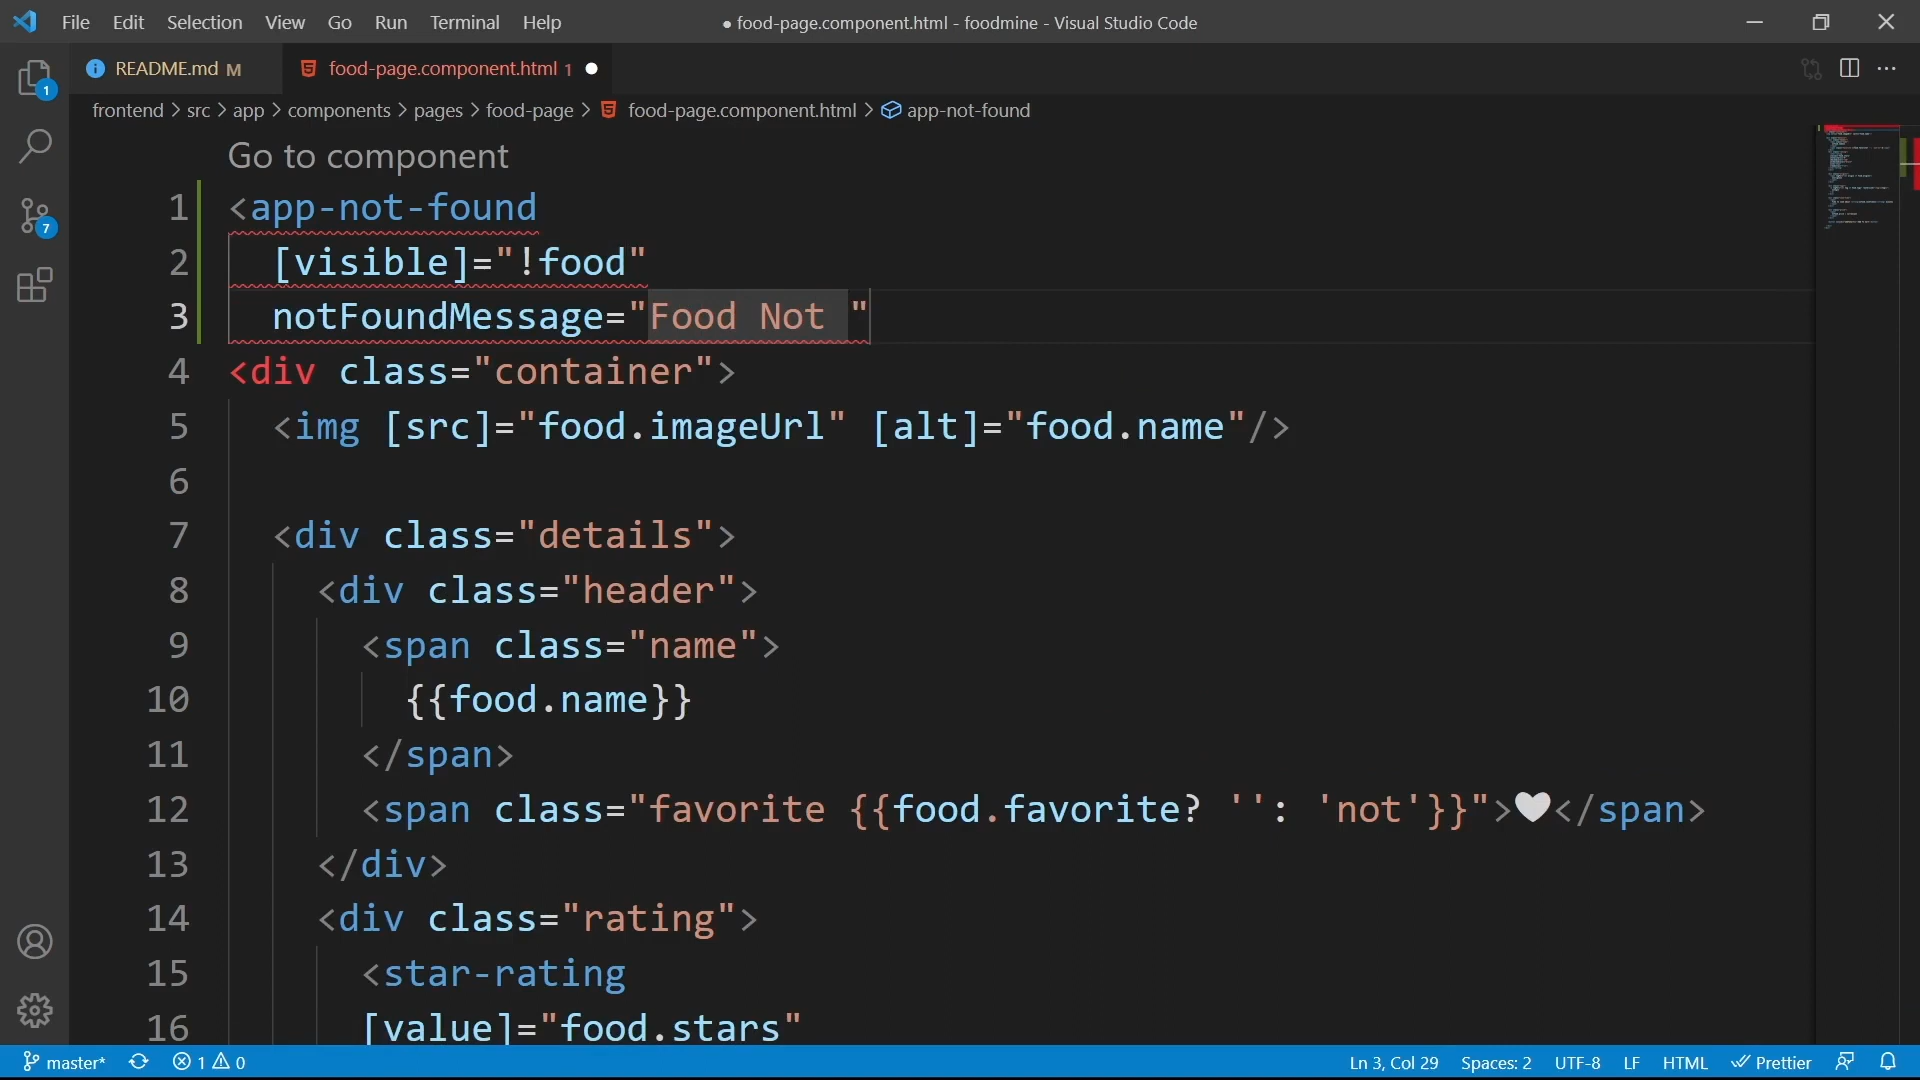 File Edit Selection View Go Run Terminal Help
● food-page.component.html - foodmine - Visual Studio Code
README.md M
food-page.component.html 1
frontend > src > app > components > pages > food-page > food-page.component.html > app-not-found
1
7
Go to component
1 <app-not-found
2 [visible]="!food"
3 notFoundMessage="Food Not "
4 <div class="container">
5 <img [src]="food.imageUrl" [alt]="food.name"/>
6
7 <div class="details">
8 <div class="header">
9 <span class="name">
10 {{food.name}}
11 </span>
12 <span class="favorite {{food.favorite? '': 'not'}}">🤍</span>
13 </div>
14 <div class="rating">
15 <star-rating
16 [value]="food.stars"
master* 1 0
Ln 3, Col 29 Spaces: 2 UTF-8 LF HTML Prettier